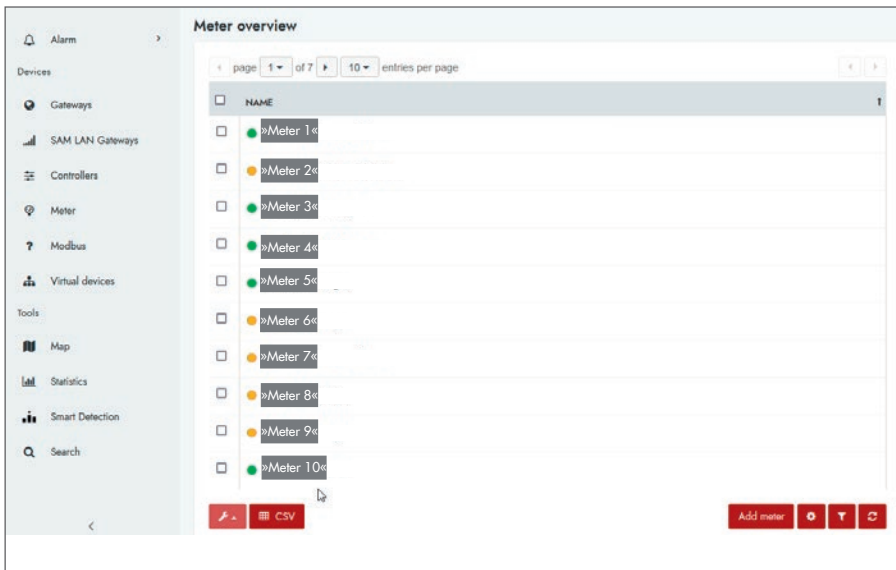 Meter overview
Alarm
Devices
Gateways
SAM LAN Gateways
Controllers
Meter
Modbus
Virtual devices
Tools
Map
Statistics
Smart Detection
Search
page 1 of 7 10 entries per page
NAME
»Meter 1«
»Meter 2«
»Meter 3«
»Meter 4«
»Meter 5«
»Meter 6«
»Meter 7«
»Meter 8«
»Meter 9«
»Meter 10«
CSV
Add meter